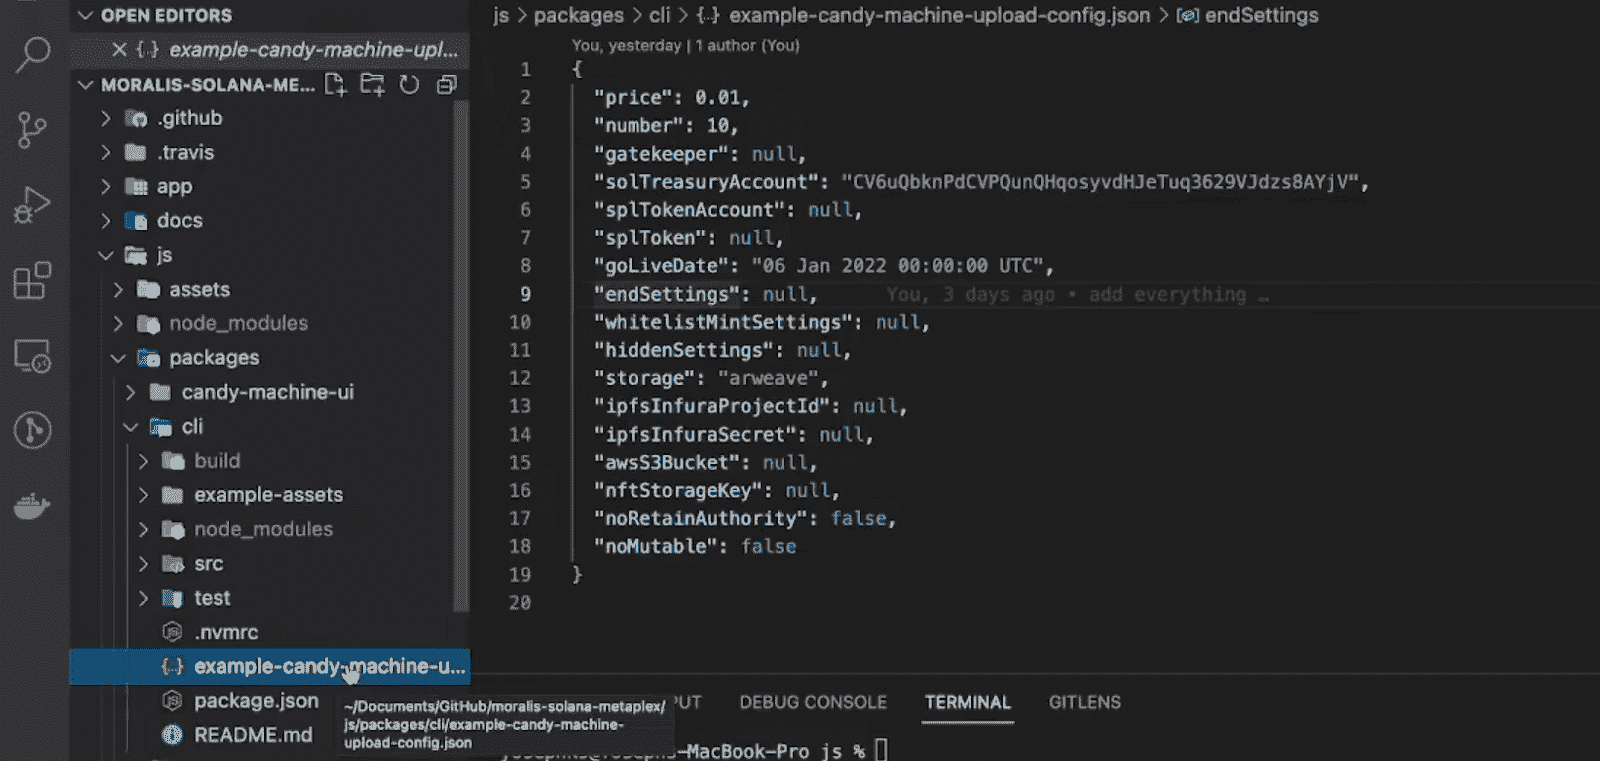 OPEN EDITORS
example-candy-machine-upl...
MORALIS-SOLANA-ME...
.github
.travis
app
docs
js
assets
node_modules
packages
candy-machine-ui
cli
build
example-assets
node_modules
src
test
.nvmrc
example-candy-machine-u...
package.json
README.md
~/Documents/GitHub/moralis-solana-metaplex/
js/packages/cli/example-candy-machine-
upload-config.json
js > packages > cli > {..} example-candy-machine-upload-config.json > endSettings
You, yesterday | 1 author (You)
1 {
2 "price": 0.01,
3 "number": 10,
4 "gatekeeper": null,
5 "solTreasuryAccount": "CV6uQbknPdCVPQunQHqosyvdHJeTuq3629VJdzs8AYjV",
6 "splTokenAccount": null,
7 "splToken": null,
8 "goLiveDate": "06 Jan 2022 00:00:00 UTC",
9 "endSettings": null, You, 3 days ago • add everything …
10 "whitelistMintSettings": null,
11 "hiddenSettings": null,
12 "storage": "arweave",
13 "ipfsInfuraProjectId": null,
14 "ipfsInfuraSecret": null,
15 "awsS3Bucket": null,
16 "nftStorageKey": null,
17 "noRetainAuthority": false,
18 "noMutable": false
19 }
20
PUT DEBUG CONSOLE TERMINAL GITLENS
-MacBook-Pro js %